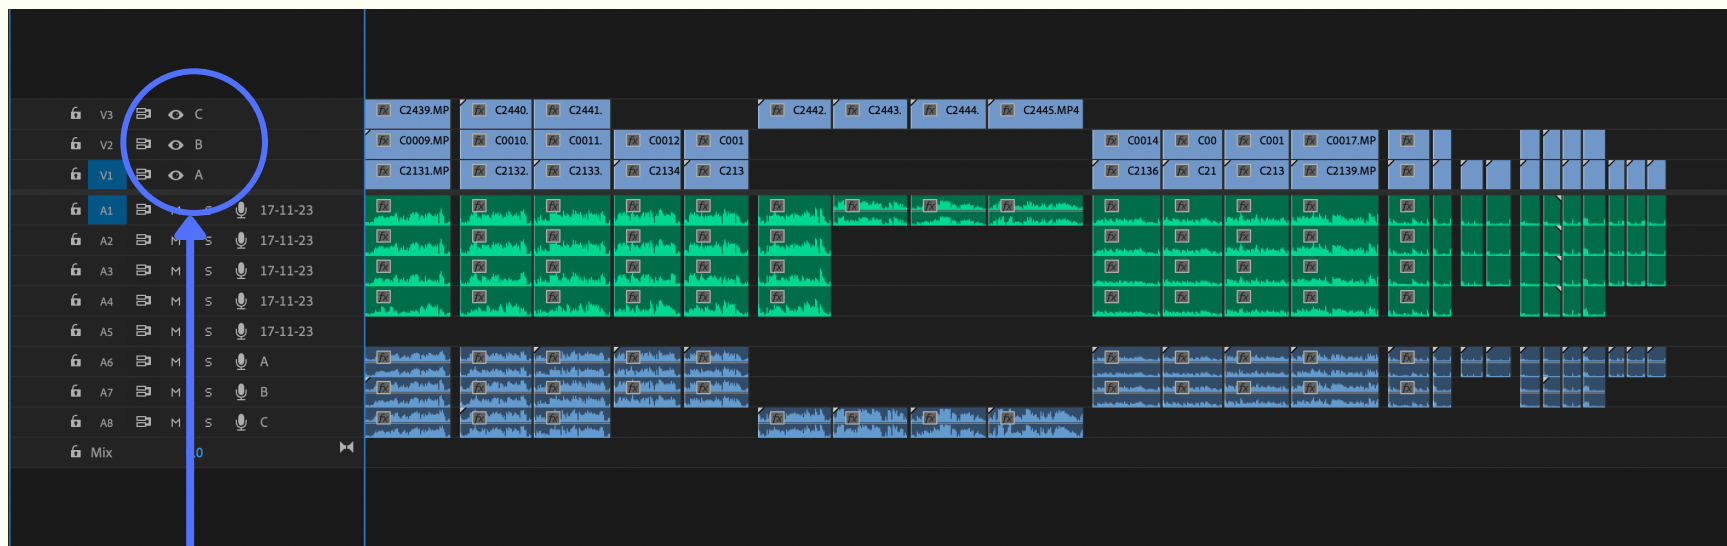 V3 C C2439.MP C2440. C2441. C2442. C2443. C2444. C2445.MP4
V2 B C0009.MP C0010. C0011. C0012 C001 C0014 C00 C001 C0017.MP
V1 A C2131.MP C2132. C2133. C2134 C213 C2136 C21 C213 C2139.MP
A1 M S 17-11-23
A2 M S 17-11-23
A3 M S 17-11-23
A4 M S 17-11-23
A5 M S 17-11-23
A6 M S A
A7 M S B
A8 M S C
Mix .0